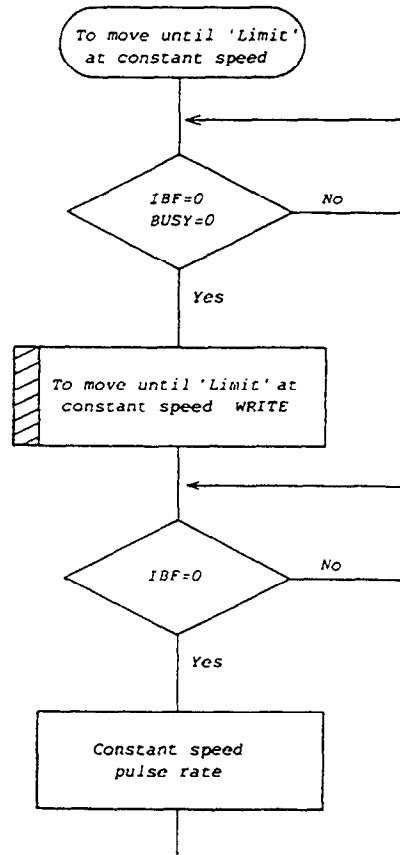 To move until 'Limit'
at constant speed
IBF=0
BUSY=0
No
Yes
To move until 'Limit' at
constant speed WRITE
IBF=0
No
Yes
Constant speed
pulse rate